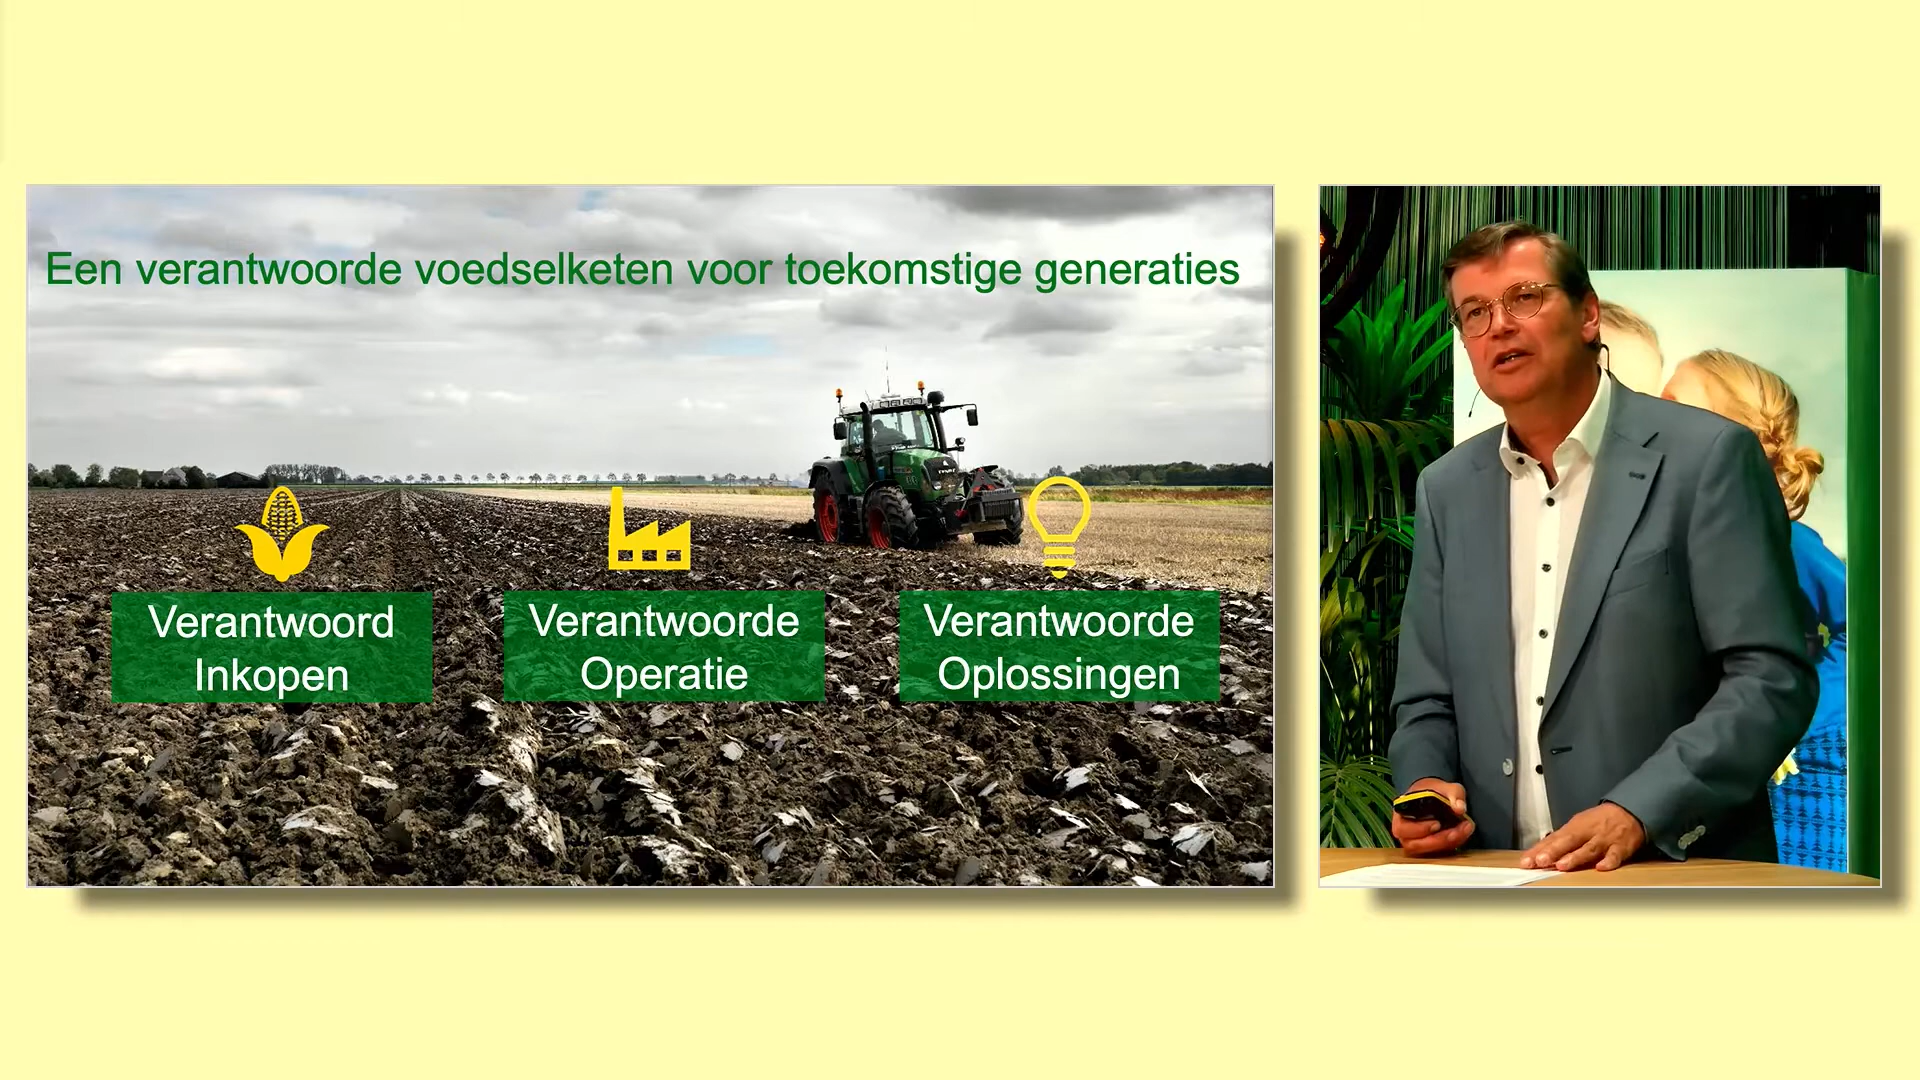 Een verantwoorde voedselketen voor toekomstige generaties
Verantwoord
Inkopen
Verantwoorde
Operatie
Verantwoorde
Oplossingen